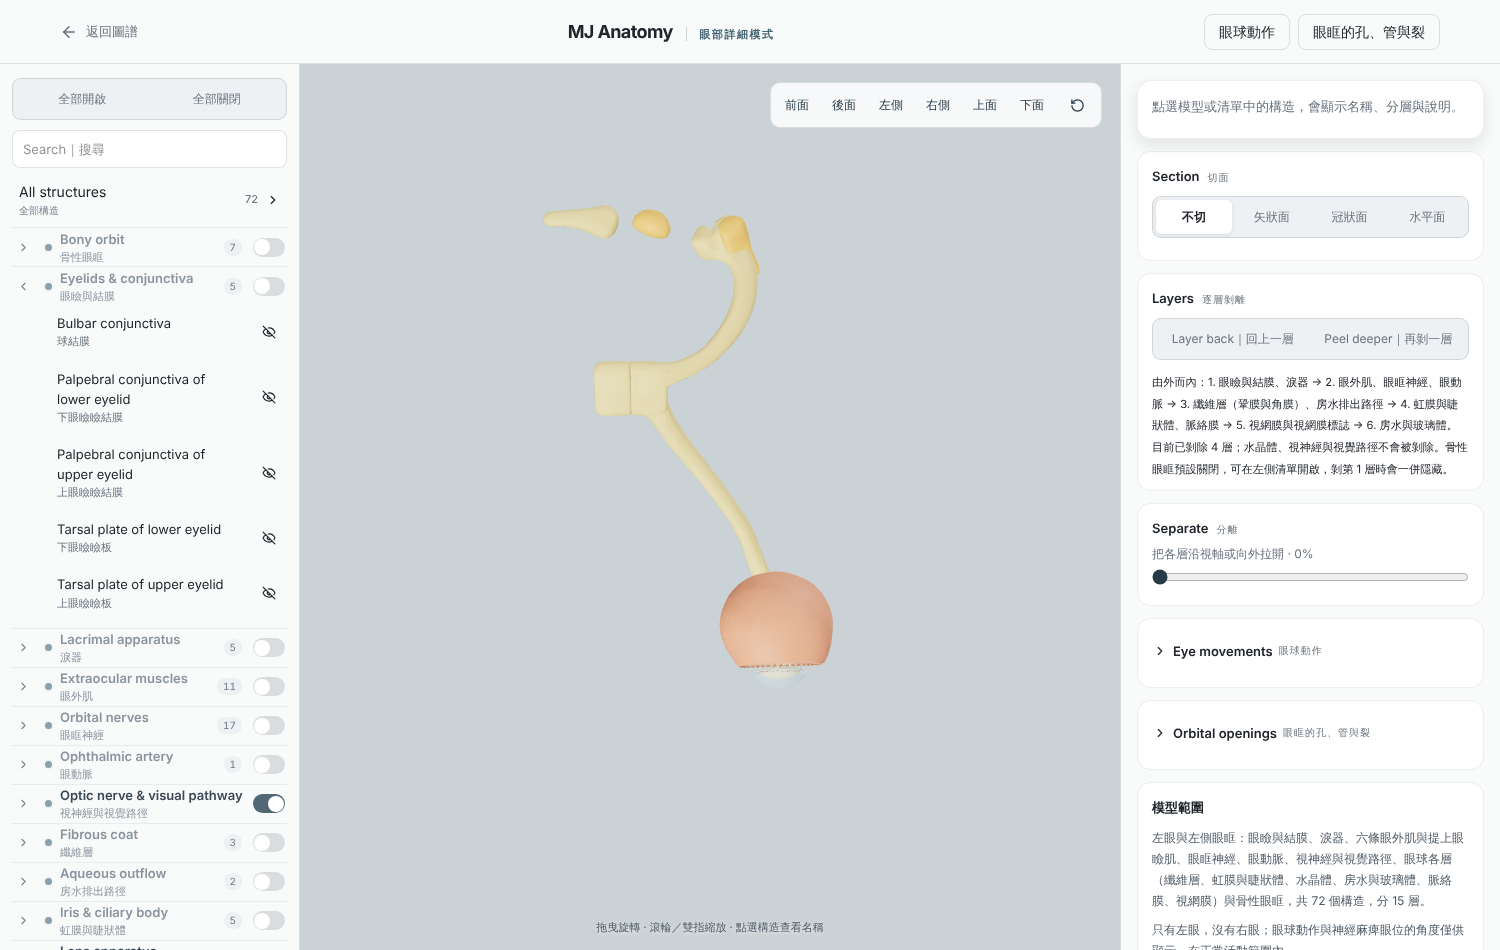 返回圖譜
MJ Anatomy
眼部詳細模式
眼球動作
眼眶的孔、管與裂
全部開啟
全部關閉
Search｜搜尋
All structures
全部構造
72
Bony orbit
骨性眼眶
7
Eyelids & conjunctiva
眼瞼與結膜
5
Bulbar conjunctiva
球結膜
Palpebral conjunctiva of
lower eyelid
下眼瞼瞼結膜
Palpebral conjunctiva of
upper eyelid
上眼瞼瞼結膜
Tarsal plate of lower eyelid
下眼瞼瞼板
Tarsal plate of upper eyelid
上眼瞼瞼板
Lacrimal apparatus
淚器
5
Extraocular muscles
眼外肌
11
Orbital nerves
眼眶神經
17
Ophthalmic artery
眼動脈
1
Optic nerve & visual pathway
視神經與視覺路徑
Fibrous coat
纖維層
3
Aqueous outflow
房水排出路徑
2
Iris & ciliary body
虹膜與睫狀體
5
前面
後面
左側
右側
上面
下面
拖曳旋轉 · 滾輪／雙指縮放 · 點選構造查看名稱
點選模型或清單中的構造，會顯示名稱、分層與說明。
Section 切面
不切
矢狀面
冠狀面
水平面
Layers 逐層剝離
Layer back｜回上一層
Peel deeper｜再剝一層
由外而內：1. 眼瞼與結膜、淚器 → 2. 眼外肌、眼眶神經、眼動
脈 → 3. 纖維層（鞏膜與角膜）、房水排出路徑 → 4. 虹膜與睫
狀體、脈絡膜 → 5. 視網膜與視網膜標誌 → 6. 房水與玻璃體。
目前已剝除 4 層；水晶體、視神經與視覺路徑不會被剝除。骨性
眼眶預設關閉，可在左側清單開啟，剝第 1 層時會一併隱藏。
Separate 分離
把各層沿視軸或向外拉開 · 0%
Eye movements 眼球動作
Orbital openings 眼眶的孔、管與裂
模型範圍
左眼與左側眼眶：眼瞼與結膜、淚器、六條眼外肌與提上眼
瞼肌、眼眶神經、眼動脈、視神經與視覺路徑、眼球各層
（纖維層、虹膜與睫狀體、水晶體、房水與玻璃體、脈絡
膜、視網膜）與骨性眼眶，共 72 個構造，分 15 層。
只有左眼，沒有右眼；眼球動作與神經麻痺眼位的角度僅供